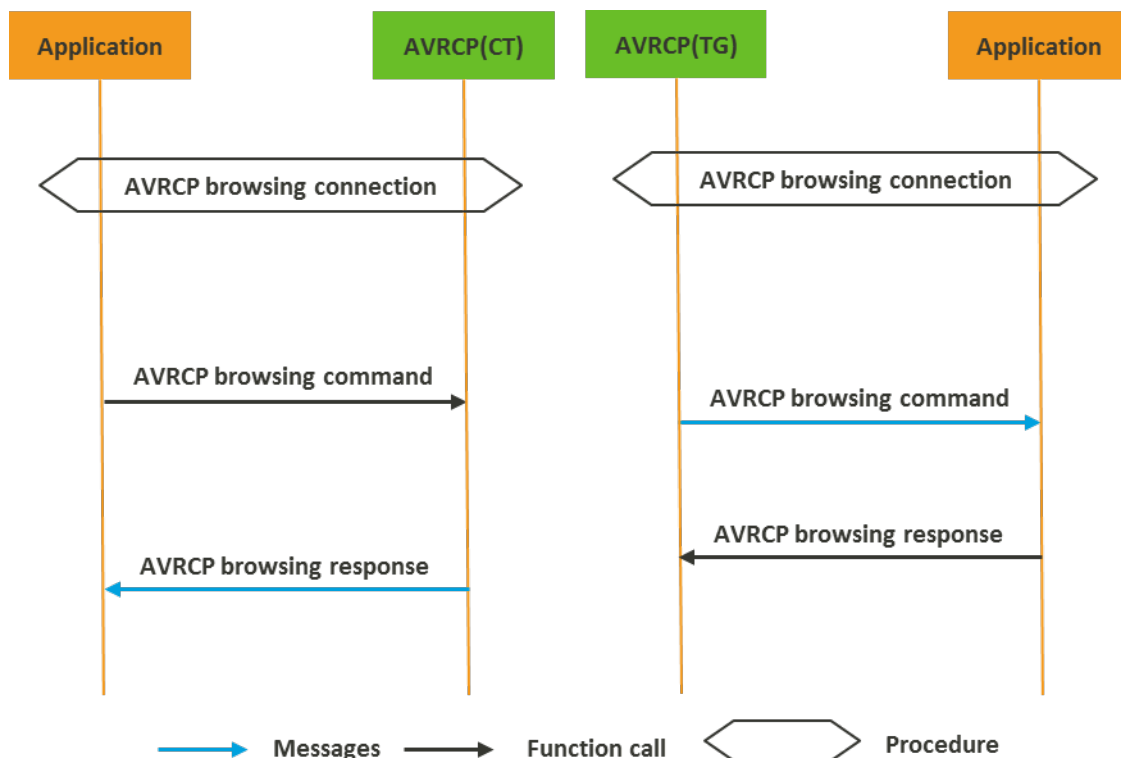 Application
AVRCP(CT)
AVRCP(TG)
Application
AVRCP browsing connection
AVRCP browsing connection
AVRCP browsing command
AVRCP browsing command
AVRCP browsing response
AVRCP browsing response
Messages
Function call
Procedure